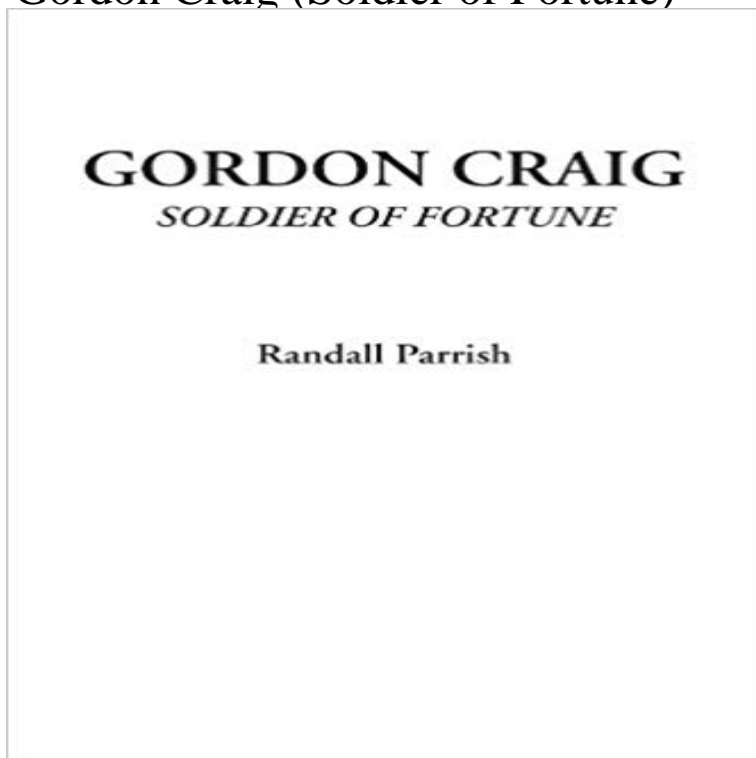 Gordon Craig (Soldier of Fortune)
GORDON CRAIG
SOLDIER OF FORTUNE
Randall Parrish